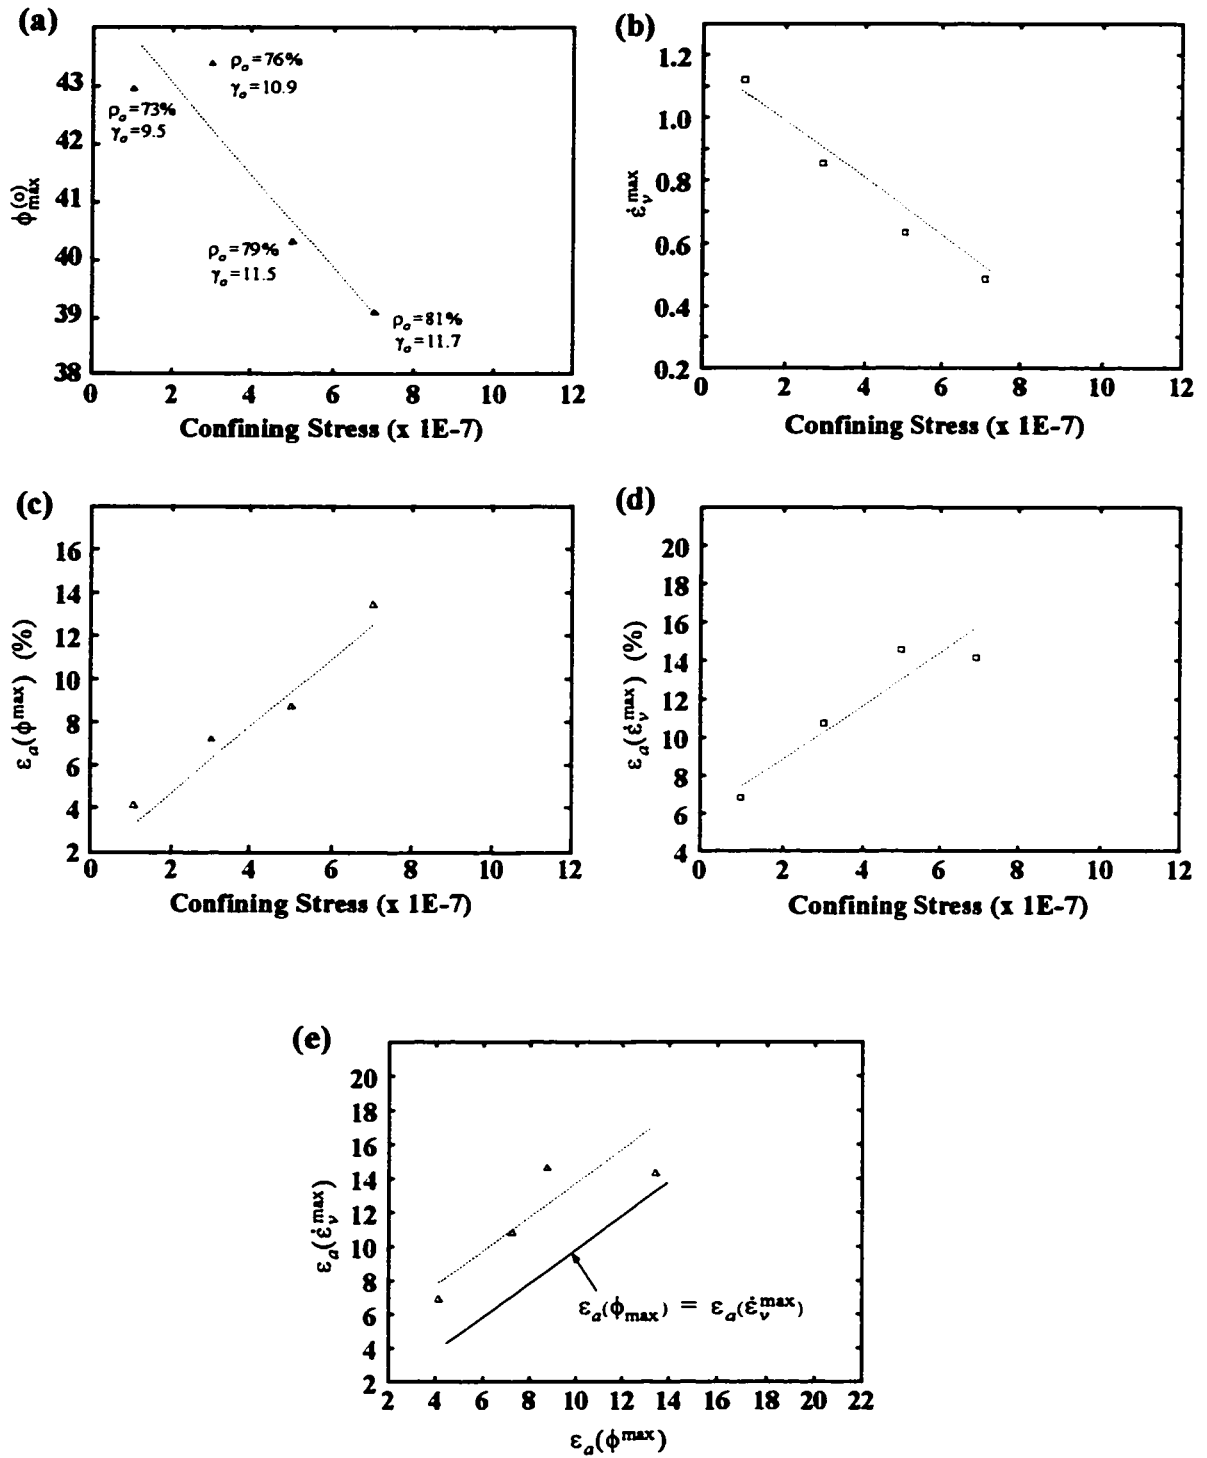 (a)
43
42
41
40
39
38
ϕ(o)max
ρo=76%
γo=10.9
ρo=73%
γo=9.5
ρo=79%
γo=11.5
ρo=81%
γo=11.7
0 2 4 6 8 10 12
Confining Stress (x 1E-7)
(b)
1.2
1.0
0.8
0.6
0.4
0.2
ε̇vmax
0 2 4 6 8 10 12
Confining Stress (x 1E-7)
(c)
16
14
12
10
8
6
4
2
εa(ϕmax) (%)
0 2 4 6 8 10 12
Confining Stress (x 1E-7)
(d)
20
18
16
14
12
10
8
6
4
εa(ε̇vmax) (%)
0 2 4 6 8 10 12
Confining Stress (x 1E-7)
(e)
20
18
16
14
12
10
8
6
4
2
εa(ε̇vmax)
εa(ϕmax) = εa(ε̇vmax)
2 4 6 8 10 12 14 16 18 20 22
εa(ϕmax)